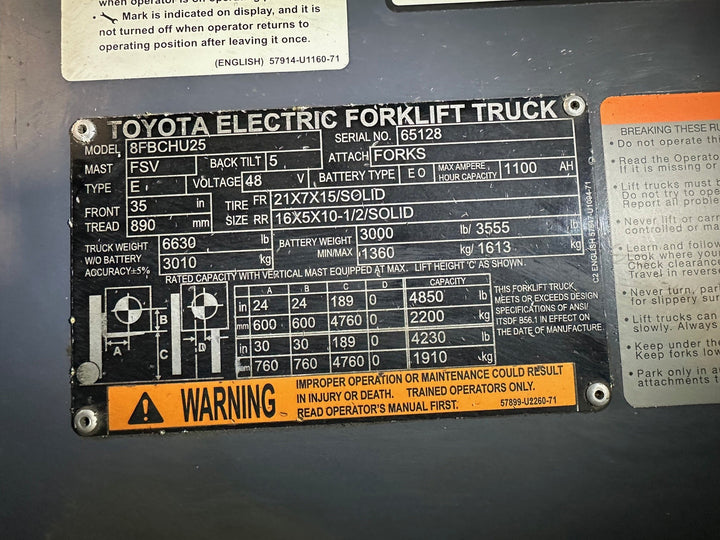 when operator is on operating
• Mark is indicated on display, and it is
not turned off when operator returns to
operating position after leaving it once.
(ENGLISH) 57914-U1160-71
TOYOTA ELECTRIC FORKLIFT TRUCK
MODEL 8FBCHU25 SERIAL NO. 65128
MAST FSV BACK TILT 5 ATTACH FORKS
TYPE E VOLTAGE 48 V BATTERY TYPE E O MAX AMPERE HOUR CAPACITY 1100 AH
FRONT TREAD 35 in TIRE SIZE FR 21X7X15/SOLID
890 mm RR 16X5X10-1/2/SOLID
TRUCK WEIGHT W/O BATTERY ACCURACY±5% 6630 lb BATTERY WEIGHT MIN/MAX 3000 lb/ 3555
3010 kg 1360 kg/ 1613
RATED CAPACITY WITH VERTICAL MAST EQUIPPED AT MAX. LIFT HEIGHT 'C' AS SHOWN.
A B C D CAPACITY
in 24 24 189 0 4850 lb
mm 600 600 4760 0 2200 kg
in 30 30 189 0 4230 lb
mm 760 760 4760 0 1910 kg
A B C D
THIS FORKLIFT TRUCK
MEETS OR EXCEEDS DESIGN
SPECIFICATIONS OF ANSI
ITSDF B56.1 IN EFFECT ON
THE DATE OF MANUFACTURE.
C2 ENGLISH 57947-U1094-71
WARNING
IMPROPER OPERATION OR MAINTENANCE COULD RESULT
IN INJURY OR DEATH. TRAINED OPERATORS ONLY.
READ OPERATOR'S MANUAL FIRST. 57899-U2260-71
BREAKING THESE RU
• Do not operate th
• Read the Operato
If it is missing or
• Lift trucks must b
Do not try to ope
Report all proble
• Never lift or carr
controlled or ma
• Learn and follow
Look where you
Check clearance
Travel in reverse
• Never turn, par
for slippery sur
• Lift trucks can
slowly. Always
• Keep under the
Keep forks low
• Park only in a
attachments t